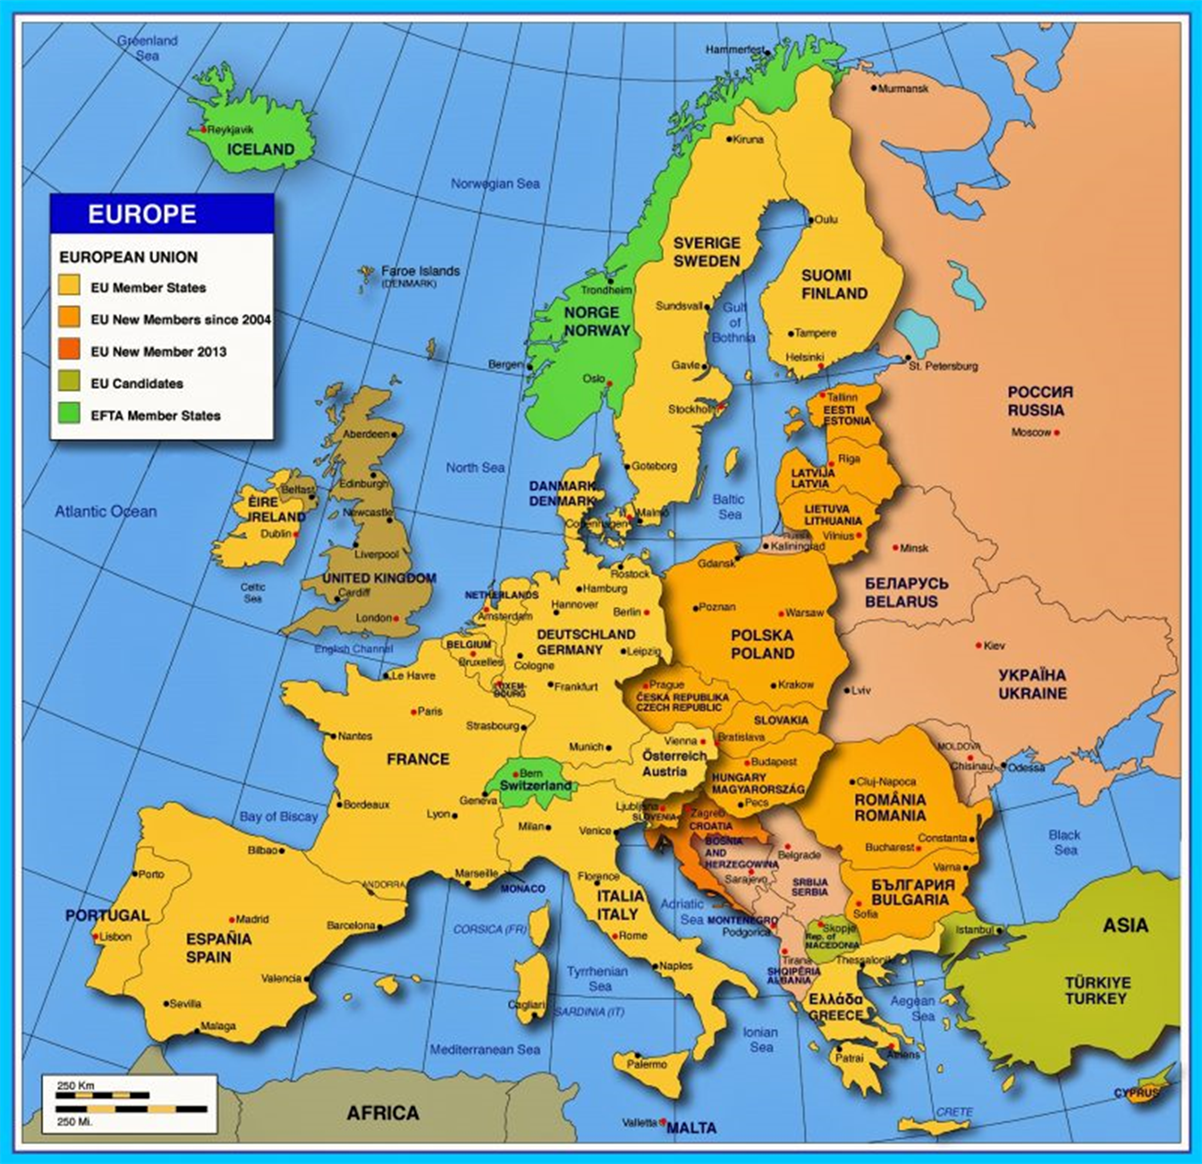 Greenland
Sea
Hammerfest
Murmansk
Reykjavik
ICELAND
Kiruna
Norwegian Sea
EUROPE
EUROPEAN UNION
EU Member States
EU New Members since 2004
EU New Member 2013
EU Candidates
EFTA Member States
Oulu
SVERIGE
SWEDEN
SUOMI
FINLAND
Faroe Islands
(DENMARK)
Trondheim
Sundsvall
Gulf
of
Bothnia
NORGE
NORWAY
Tampere
Helsinki
Bergen
Gavle
St. Petersburg
Oslo
РОССИЯ
RUSSIA
Moscow
Stockholm
Tallinn
EESTI
ESTONIA
Aberdeen
North Sea
Goteborg
Riga
LATVIJA
LATVIA
Edinburgh
Belfast
DANMARK
DENMARK
Baltic
Sea
ÈIRE
IRELAND
Newcastle
Malmö
Copenhagen
LIETUVA
LITHUANIA
Vilnius
Atlantic Ocean
Dublin
Liverpool
Russia
Kaliningrad
Minsk
Gdansk
UNITED KINGDOM
Celtic
Sea
Cardiff
Rostock
Hamburg
БЕЛАРУСЬ
BELARUS
NETHERLANDS
Amsterdam
Hannover
Berlin
Poznan
Warsaw
London
English Channel
DEUTSCHLAND
GERMANY
POLSKA
POLAND
BELGIUM
Bruxelles
Cologne
Leipzig
Kiev
Le Havre
LUXEM
BOURG
Frankfurt
Prague
Krakow
Lviv
УКРАЇНА
UKRAINE
ČESKÁ REPUBLIKA
CZECH REPUBLIC
Paris
Strasbourg
SLOVAKIA
Nantes
Munich
Vienna
Bratislava
MOLDOVA
Chisinau
Odessa
FRANCE
Österreich
Austria
Budapest
Bern
Switzerland
HUNGARY
MAGYARORSZÁG
Cluj-Napoca
Geneva
Pecs
ROMÂNIA
ROMANIA
Bordeaux
Lyon
Ljubljana
SLOVENIA
Zagreb
CROATIA
Bay of Biscay
Milan
Venice
Constanta
Black
Sea
Bilbao
BOSNIA
AND
HERZEGOWINA
Belgrade
Bucharest
Varna
Porto
ANDORRA
Marseille
MONACO
Florence
Sarajevo
SRBIJA
SERBIA
БЪЛГАРИЯ
BULGARIA
PORTUGAL
Lisbon
Madrid
Barcelona
ITALIA
ITALY
Adriatic
Sea
MONTENEGRO
Podgorica
Sofia
Skopje
Rep. of
MACEDONIA
Istanbul
ASIA
CORSICA (FR)
Rome
ESPAÑIA
SPAIN
Valencia
Naples
Tirana
SHQIPËRIA
ALBANIA
Thessaloniki
Tyrrhenian
Sea
Sevilla
Malaga
Cagliari
SARDINIA (IT)
Ελλάδα
GREECE
Aegean
Sea
TÜRKIYE
TURKEY
Mediterranean Sea
Ionian
Sea
Palermo
Patrai
Athens
250 Km
250 Mi.
AFRICA
Valletta
MALTA
CRETE
CYPRUS